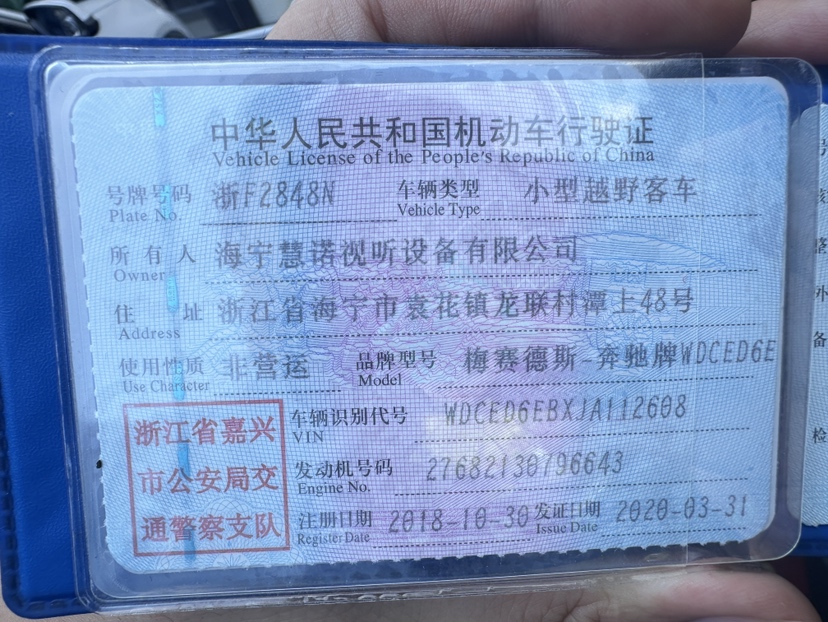 中华人民共和国机动车行驶证
Vehicle License of the People's Republic of China
号牌号码 浙F2848N 车辆类型 小型越野客车
Plate No. Vehicle Type
所有人 海宁慧诺视听设备有限公司
Owner
住址 浙江省海宁市袁花镇龙联村潭上48号
Address
使用性质 非营运 品牌型号 梅赛德斯-奔驰牌WDCED6E
Use Character Model
浙江省嘉兴
市公安局交
通警察支队
车辆识别代号 WDCED6EBXJA112608
VIN
发动机号码 27682130796643
Engine No.
注册日期 2018-10-30 发证日期 2020-03-31
Register Date Issue Date
号
整
外
备
检